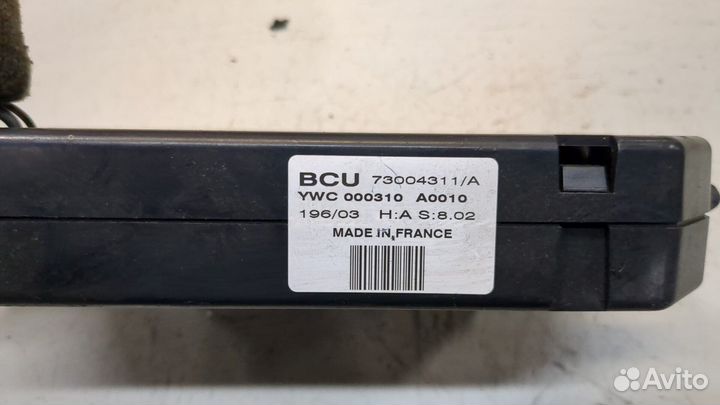 BCU 73004311/A
YWC 000310 A0010
196/03 H:A S:8.02
MADE IN FRANCE
Avito